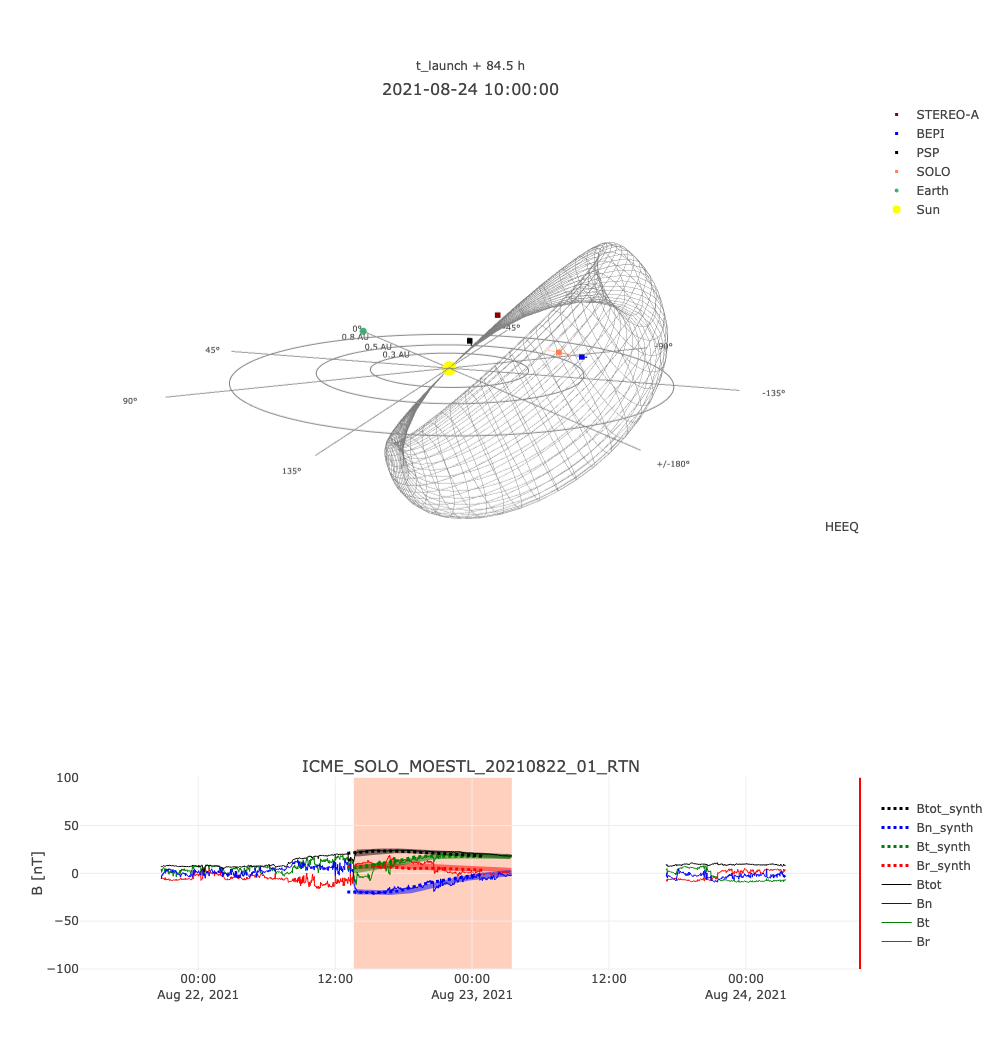 t_launch + 84.5 h
2021-08-24 10:00:00
STEREO-A
BEPI
PSP
SOLO
Earth
Sun
0°
0.8 AU
0.5 AU
0.3 AU
45°
-45°
-90°
90°
-135°
135°
+/-180°
HEEQ
ICME_SOLO_MOESTL_20210822_01_RTN
B [nT]
100
50
0
−50
−100
00:00
Aug 22, 2021
12:00
00:00
Aug 23, 2021
12:00
00:00
Aug 24, 2021
Btot_synth
Bn_synth
Bt_synth
Br_synth
Btot
Bn
Bt
Br